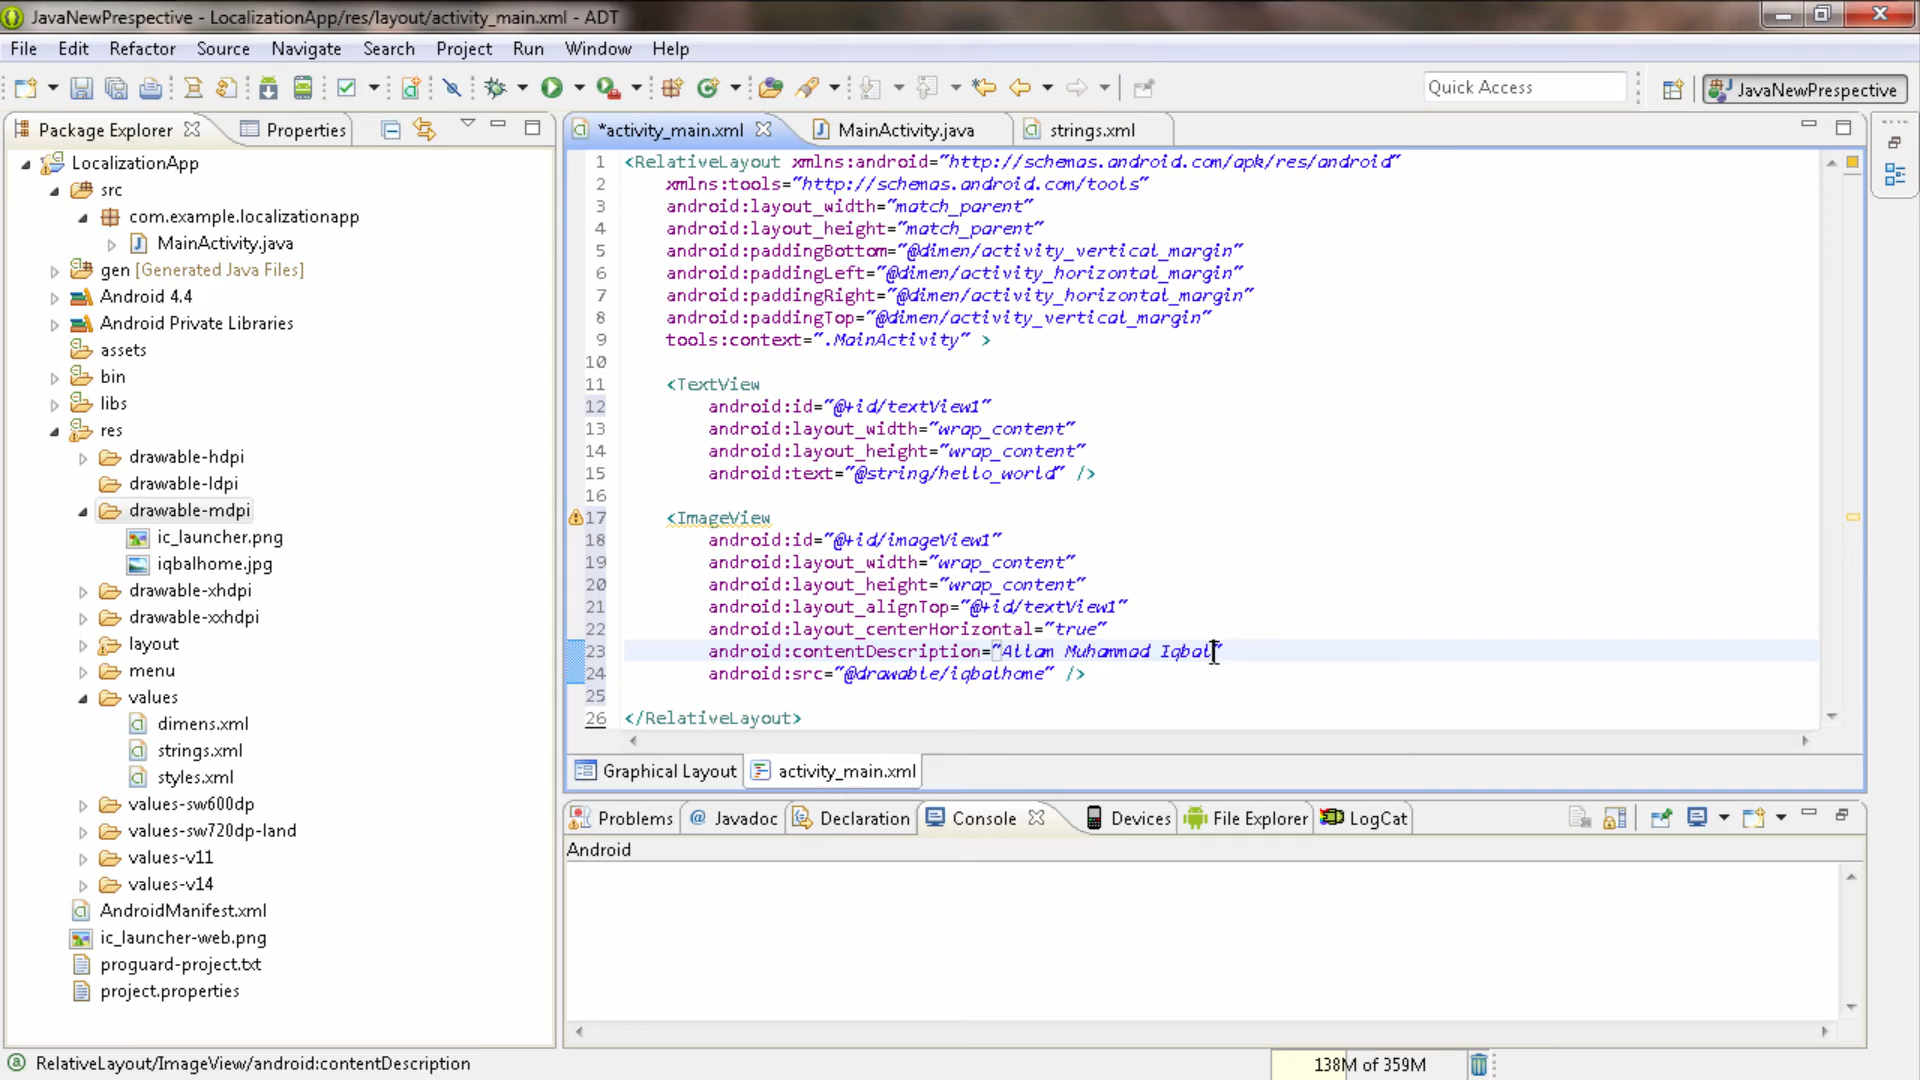 JavaNewPrespective - LocalizationApp/res/layout/activity_main.xml - ADT
File Edit Refactor Source Navigate Search Project Run Window Help
Quick Access
JavaNewPrespective
Package Explorer
Properties
LocalizationApp
src
com.example.localizationapp
MainActivity.java
gen [Generated Java Files]
Android 4.4
Android Private Libraries
assets
bin
libs
res
drawable-hdpi
drawable-ldpi
drawable-mdpi
ic_launcher.png
iqbalhome.jpg
drawable-xhdpi
drawable-xxhdpi
layout
menu
values
dimens.xml
strings.xml
styles.xml
values-sw600dp
values-sw720dp-land
values-v11
values-v14
AndroidManifest.xml
ic_launcher-web.png
proguard-project.txt
project.properties
*activity_main.xml
MainActivity.java
strings.xml
1 <RelativeLayout xmlns:android="http://schemas.android.com/apk/res/android"
2 xmlns:tools="http://schemas.android.com/tools"
3 android:layout_width="match_parent"
4 android:layout_height="match_parent"
5 android:paddingBottom="@dimen/activity_vertical_margin"
6 android:paddingLeft="@dimen/activity_horizontal_margin"
7 android:paddingRight="@dimen/activity_horizontal_margin"
8 android:paddingTop="@dimen/activity_vertical_margin"
9 tools:context=".MainActivity" >
10
11 <TextView
12 android:id="@+id/textView1"
13 android:layout_width="wrap_content"
14 android:layout_height="wrap_content"
15 android:text="@string/hello_world" />
16
17 <ImageView
18 android:id="@+id/imageView1"
19 android:layout_width="wrap_content"
20 android:layout_height="wrap_content"
21 android:layout_alignTop="@+id/textView1"
22 android:layout_centerHorizontal="true"
23 android:contentDescription="Allam Muhammad Iqbal"
24 android:src="@drawable/iqbalhome" />
25
26 </RelativeLayout>
Graphical Layout
activity_main.xml
Problems
@ Javadoc
Declaration
Console
Devices
File Explorer
LogCat
Android
RelativeLayout/ImageView/android:contentDescription
138M of 359M